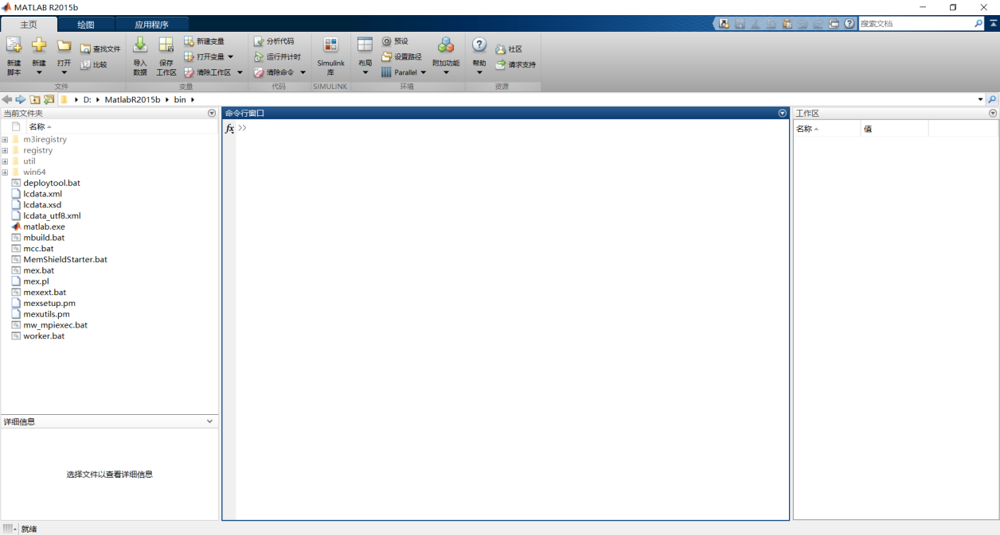 MATLAB R2015b
主页
绘图
应用程序
搜索文档
新建
脚本
新建
打开
查找文件
比较
导入
数据
保存
工作区
新建变量
打开变量
清除工作区
分析代码
运行并计时
清除命令
Simulink
库
布局
预设
设置路径
Parallel
附加功能
帮助
社区
请求支持
文件
变量
代码
SIMULINK
环境
资源
D: MatlabR2015b bin
当前文件夹
名称
m3iregistry
registry
util
win64
deploytool.bat
lcdata.xml
lcdata.xsd
lcdata_utf8.xml
matlab.exe
mbuild.bat
mcc.bat
MemShieldStarter.bat
mex.bat
mex.pl
mexext.bat
mexsetup.pm
mexutils.pm
mw_mpiexec.bat
worker.bat
详细信息
选择文件以查看详细信息
命令行窗口
fx >>
工作区
名称 值
就绪